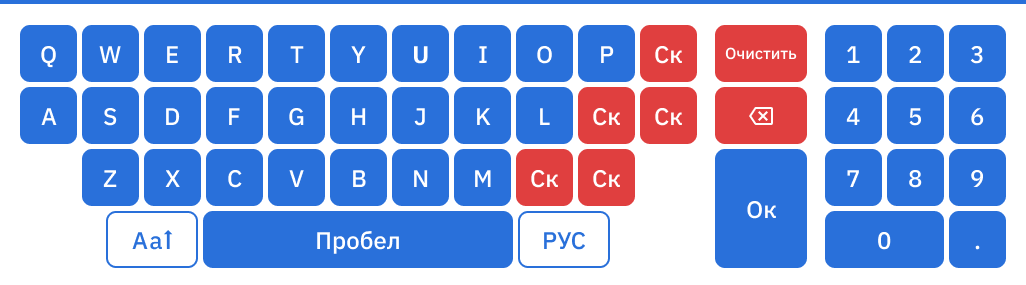 Q W E R T Y U I O P Ск Очистить 1 2 3
A S D F G H J K L Ск Ск 4 5 6
Z X C V B N M Ск Ск Ок 7 8 9
Aa↑ Пробел РУС 0 .